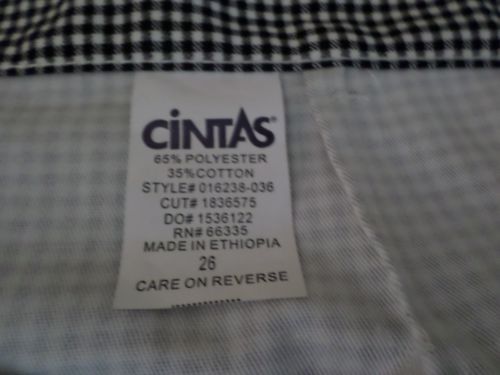 CiNTAS
65% POLYESTER
35% COTTON
STYLE# 016238-036
CUT# 1836575
DO# 1536122
RN# 66335
MADE IN ETHIOPIA
26
CARE ON REVERSE